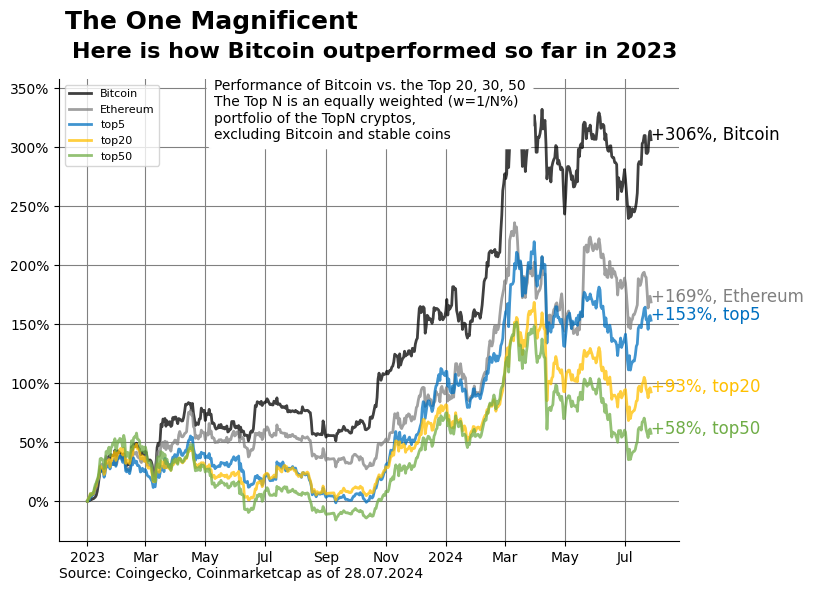 The One Magnificent
Here is how Bitcoin outperformed so far in 2023
350%
300%
250%
200%
150%
100%
50%
0%
Bitcoin
Ethereum
top5
top20
top50
Performance of Bitcoin vs. the Top 20, 30, 50
The Top N is an equally weighted (w=1/N%)
portfolio of the TopN cryptos,
excluding Bitcoin and stable coins
+306%, Bitcoin
+169%, Ethereum
+153%, top5
+93%, top20
+58%, top50
2023 Mar May Jul Sep Nov 2024 Mar May Jul
Source: Coingecko, Coinmarketcap as of 28.07.2024